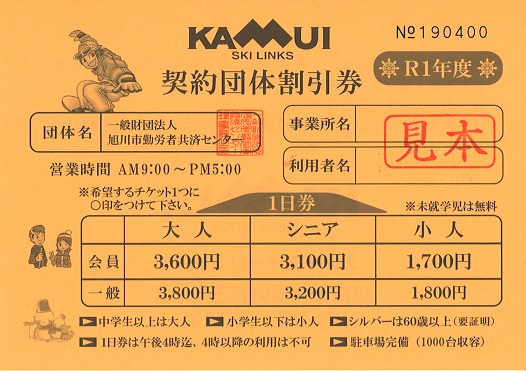 №190400
KAMUI
SKI LINKS
契約団体割引券
R1年度
団体名
一般財団法人
旭川市勤労者共済センター
事業所名
利用者名
見本
営業時間 AM9:00～PM5:00
※希望するチケット1つに
○印をつけて下さい。
1日券
※未就学児は無料
大人 シニア 小人
会員 3,600円 3,100円 1,700円
一般 3,800円 3,200円 1,800円
▶中学生以上は大人 ▶小学生以下は小人 ▶シルバーは60歳以上(要証明)
▶1日券は午後4時迄、4時以降の利用は不可 ▶駐車場完備(1000台収容)